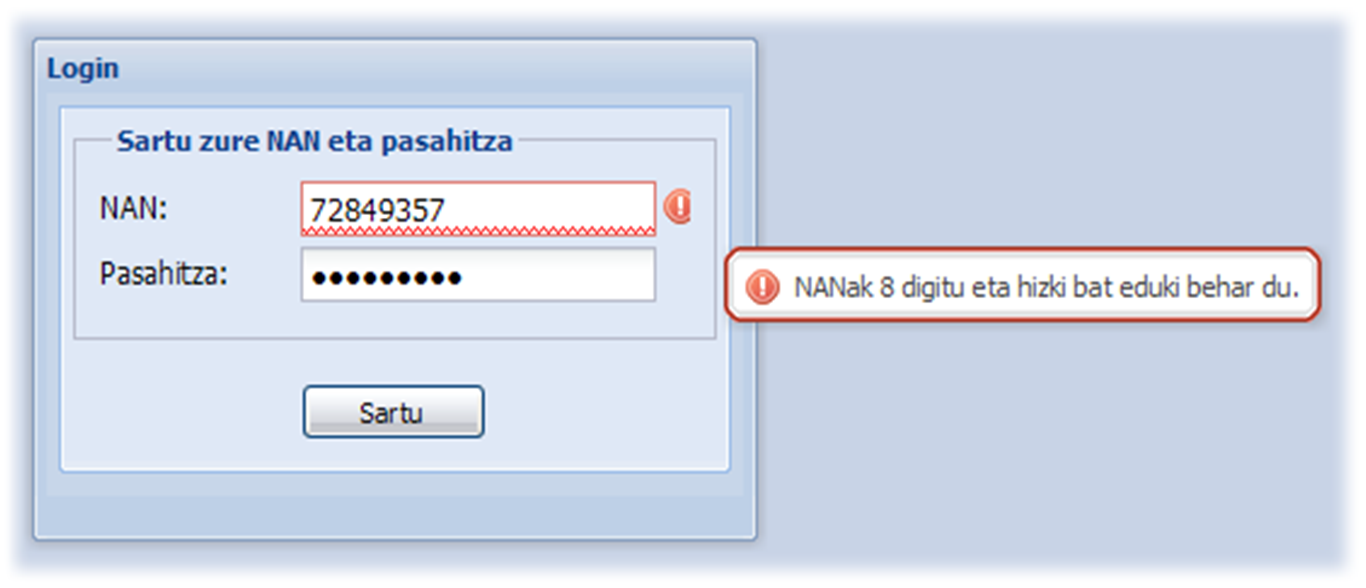 Login
Sartu zure NAN eta pasahitza
NAN: 72849357
Pasahitza: •••••••••
NANak 8 digitu eta hizki bat eduki behar du.
Sartu